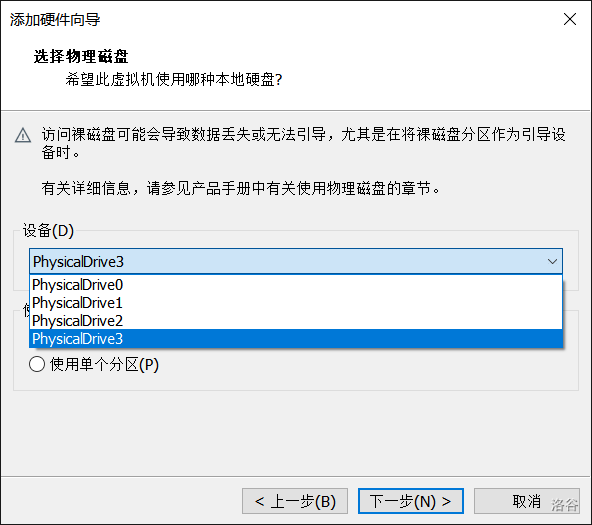 添加硬件向导
选择物理磁盘
希望此虚拟机使用哪种本地硬盘?
访问裸磁盘可能会导致数据丢失或无法引导，尤其是在将裸磁盘分区作为引导设
备时。
有关详细信息，请参见产品手册中有关使用物理磁盘的章节。
设备(D)
PhysicalDrive3
PhysicalDrive0
PhysicalDrive1
PhysicalDrive2
PhysicalDrive3
使用单个分区(P)
< 上一步(B)
下一步(N) >
取消
洛谷